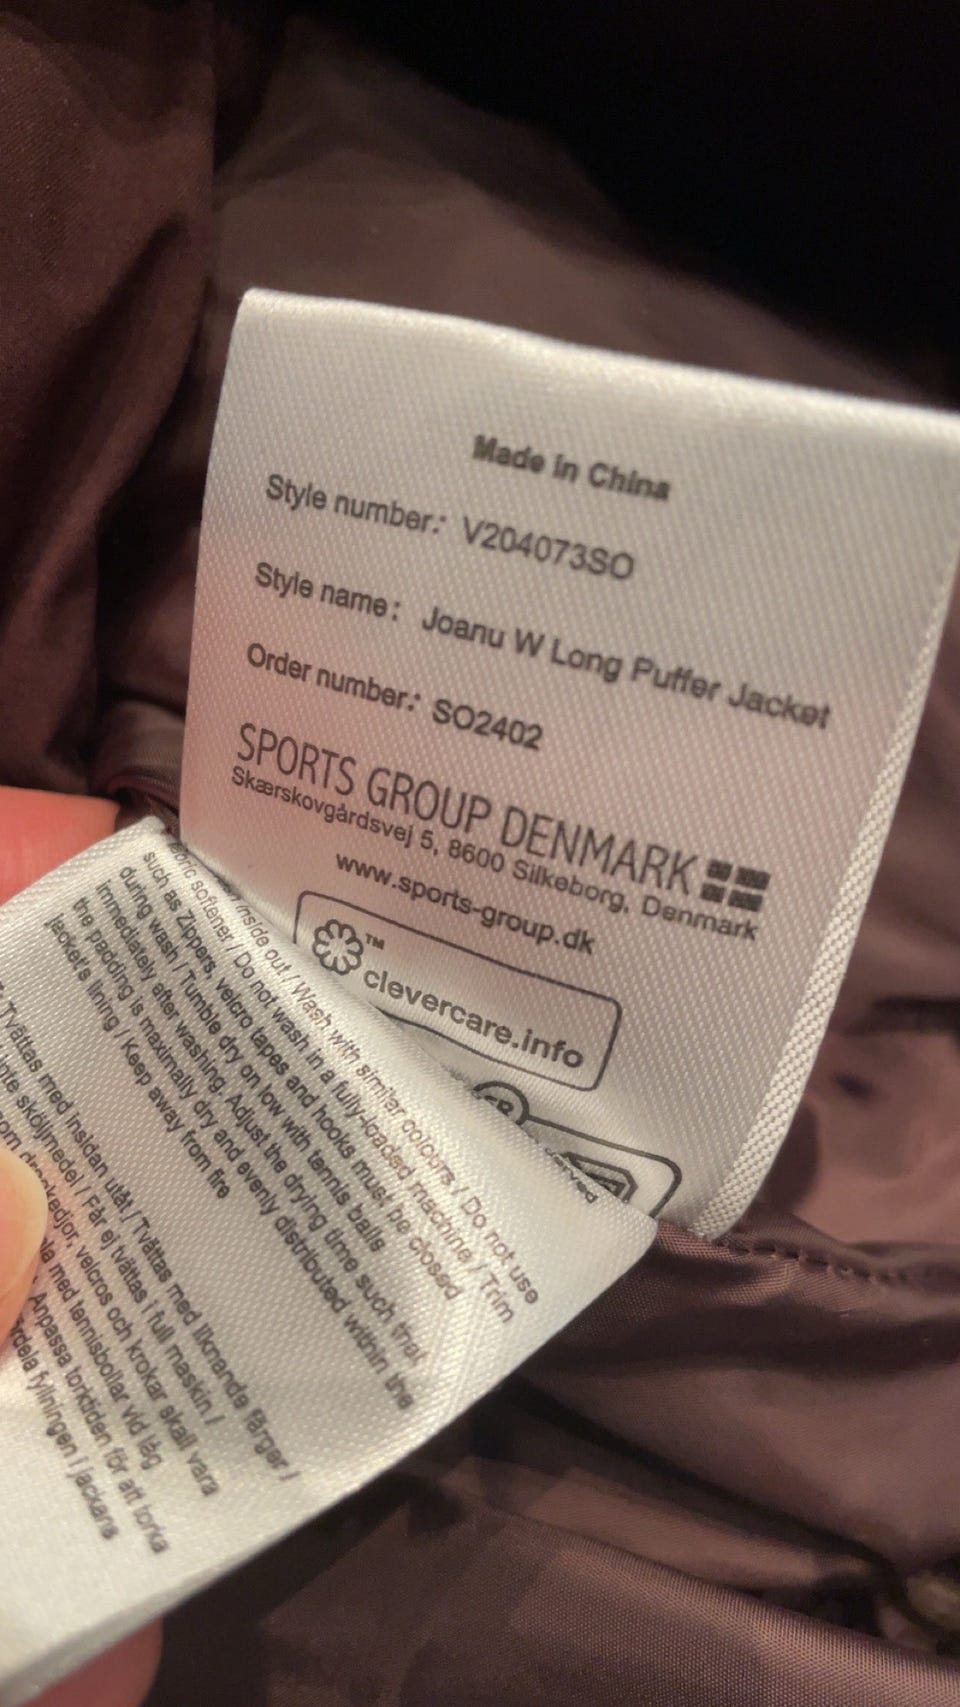 Made in China
Style number: V204073SO
Style name: Joanu W Long Puffer Jacket
Order number: SO2402
SPORTS GROUP DENMARK
Skærskovgårdsvej 5, 8600 Silkeborg, Denmark
www.sports-group.dk
™
clevercare.info
inside out / Wash with similar colours / Do not use
softener / Do not wash in a fully-loaded machine / Trim
such as Zippers, velcro tapes and hooks must be closed
during wash / Tumble dry on low with tennis balls
immediately after washing. Adjust the drying time such that
the padding is maximally dry and evenly distributed within the
jacket's lining / Keep away from fire
Tvättas med insidan utåt / Tvättas med liknande färger /
sköljmedel / Får ej tvättas i full maskin /
velcros och krokar skall vara
med tennisbollar vid låg
Anpassa torktiden för att torka
fyllningen i jackans